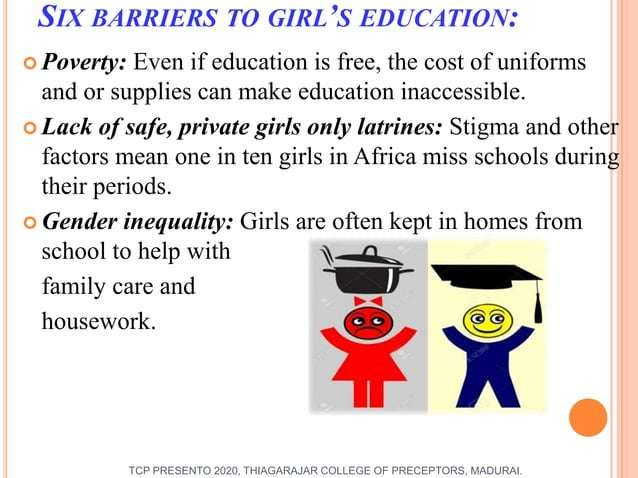 SIX BARRIERS TO GIRL’S EDUCATION:
Poverty: Even if education is free, the cost of uniforms
and or supplies can make education inaccessible.
Lack of safe, private girls only latrines: Stigma and other
factors mean one in ten girls in Africa miss schools during
their periods.
Gender inequality: Girls are often kept in homes from
school to help with
family care and
housework.
TCP PRESENTO 2020, THIAGARAJAR COLLEGE OF PRECEPTORS, MADURAI.